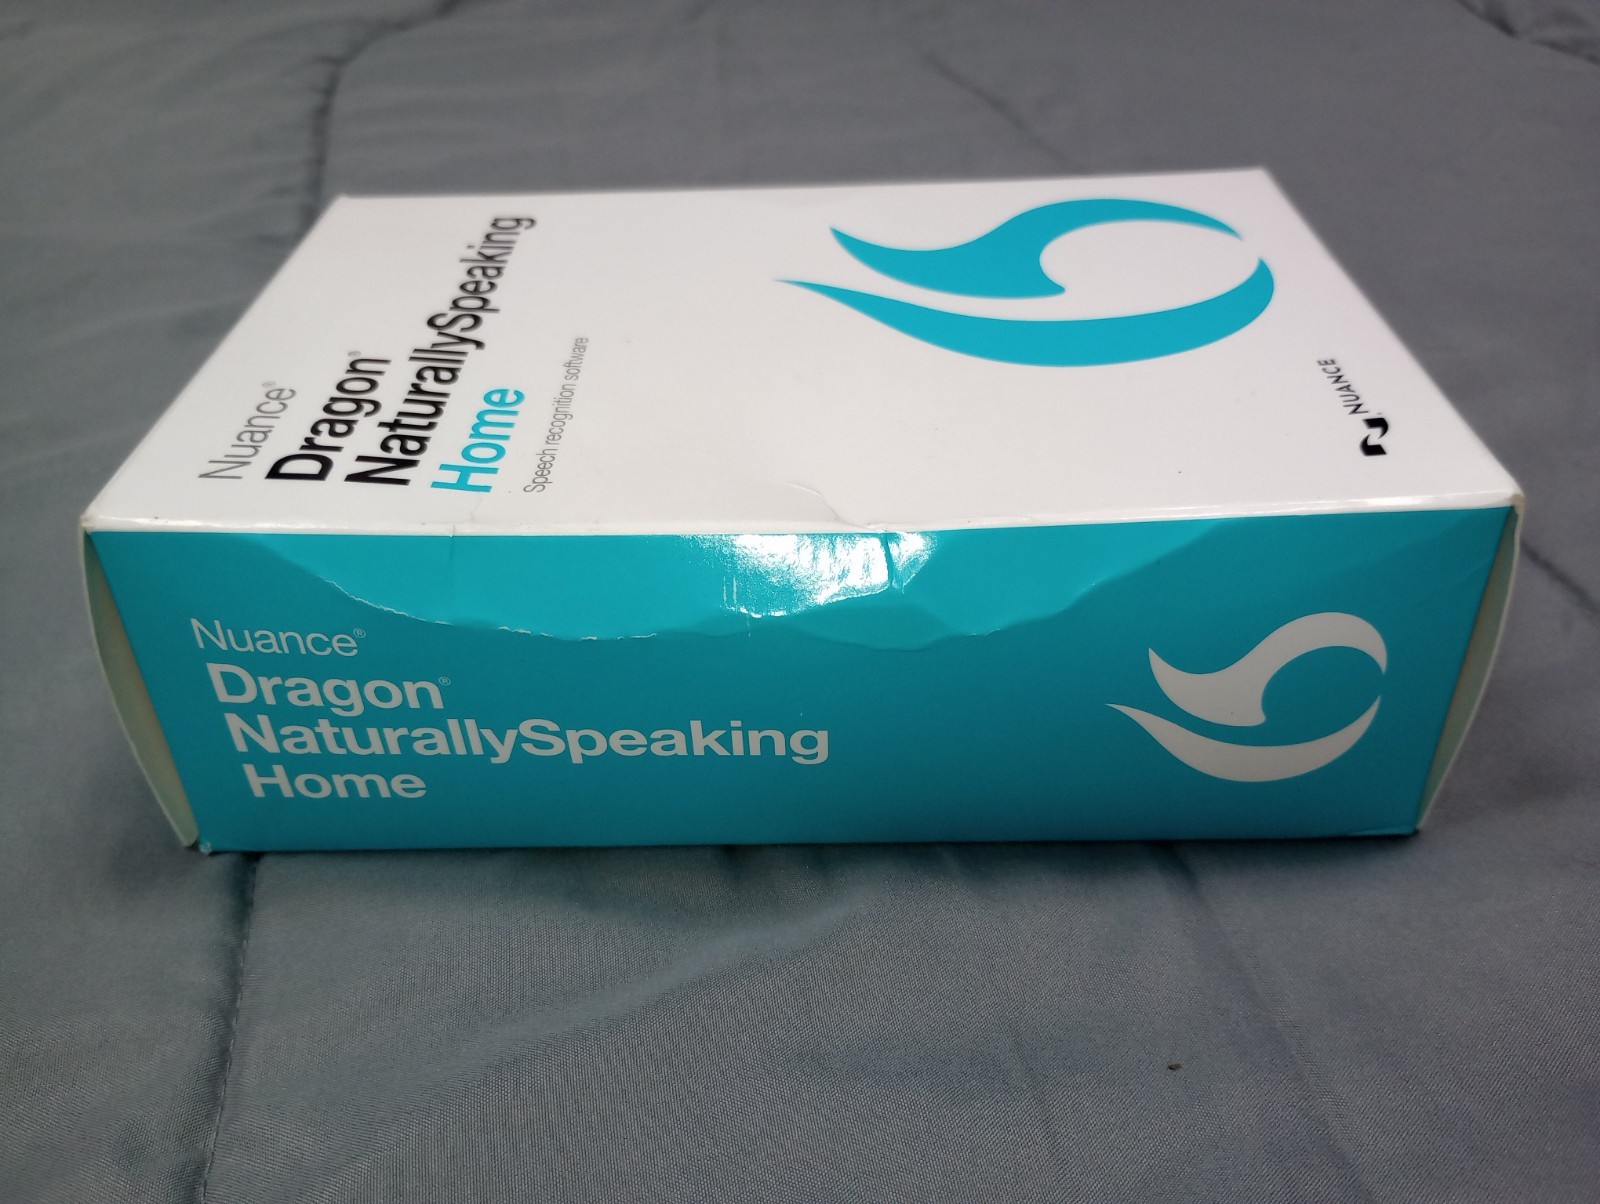 Nuance®
Dragon®
NaturallySpeaking
Home
Speech recognition software
NUANCE
Nuance®
Dragon®
NaturallySpeaking
Home